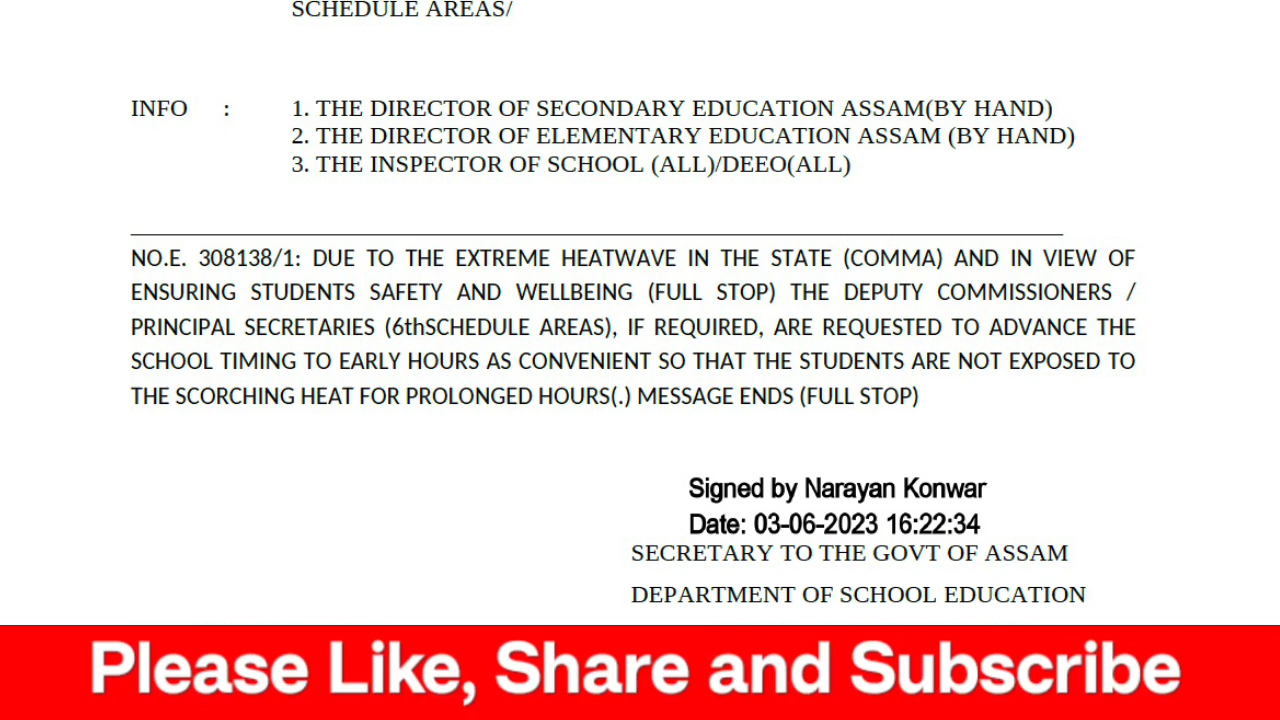 SCHEDULE AREAS/
INFO : 1. THE DIRECTOR OF SECONDARY EDUCATION ASSAM(BY HAND)
2. THE DIRECTOR OF ELEMENTARY EDUCATION ASSAM (BY HAND)
3. THE INSPECTOR OF SCHOOL (ALL)/DEEO(ALL)
NO.E. 308138/1: DUE TO THE EXTREME HEATWAVE IN THE STATE (COMMA) AND IN VIEW OF
ENSURING STUDENTS SAFETY AND WELLBEING (FULL STOP) THE DEPUTY COMMISSIONERS /
PRINCIPAL SECRETARIES (6thSCHEDULE AREAS), IF REQUIRED, ARE REQUESTED TO ADVANCE THE
SCHOOL TIMING TO EARLY HOURS AS CONVENIENT SO THAT THE STUDENTS ARE NOT EXPOSED TO
THE SCORCHING HEAT FOR PROLONGED HOURS(.) MESSAGE ENDS (FULL STOP)
Signed by Narayan Konwar
Date: 03-06-2023 16:22:34
SECRETARY TO THE GOVT OF ASSAM
DEPARTMENT OF SCHOOL EDUCATION
Please Like, Share and Subscribe